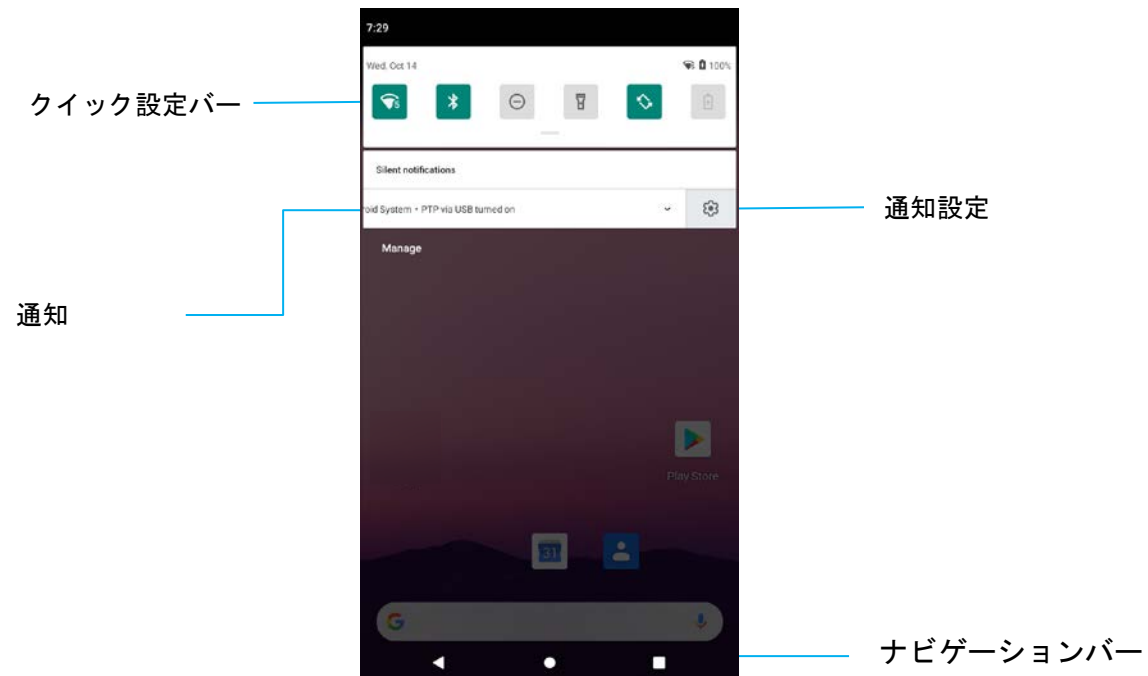 7:29
Wed. Oct 14
100%
クイック設定バー
S
Silent notifications
oid System • PTP via USB turned on
通知設定
Manage
通知
Play Store
31
G
ナビゲーションバー